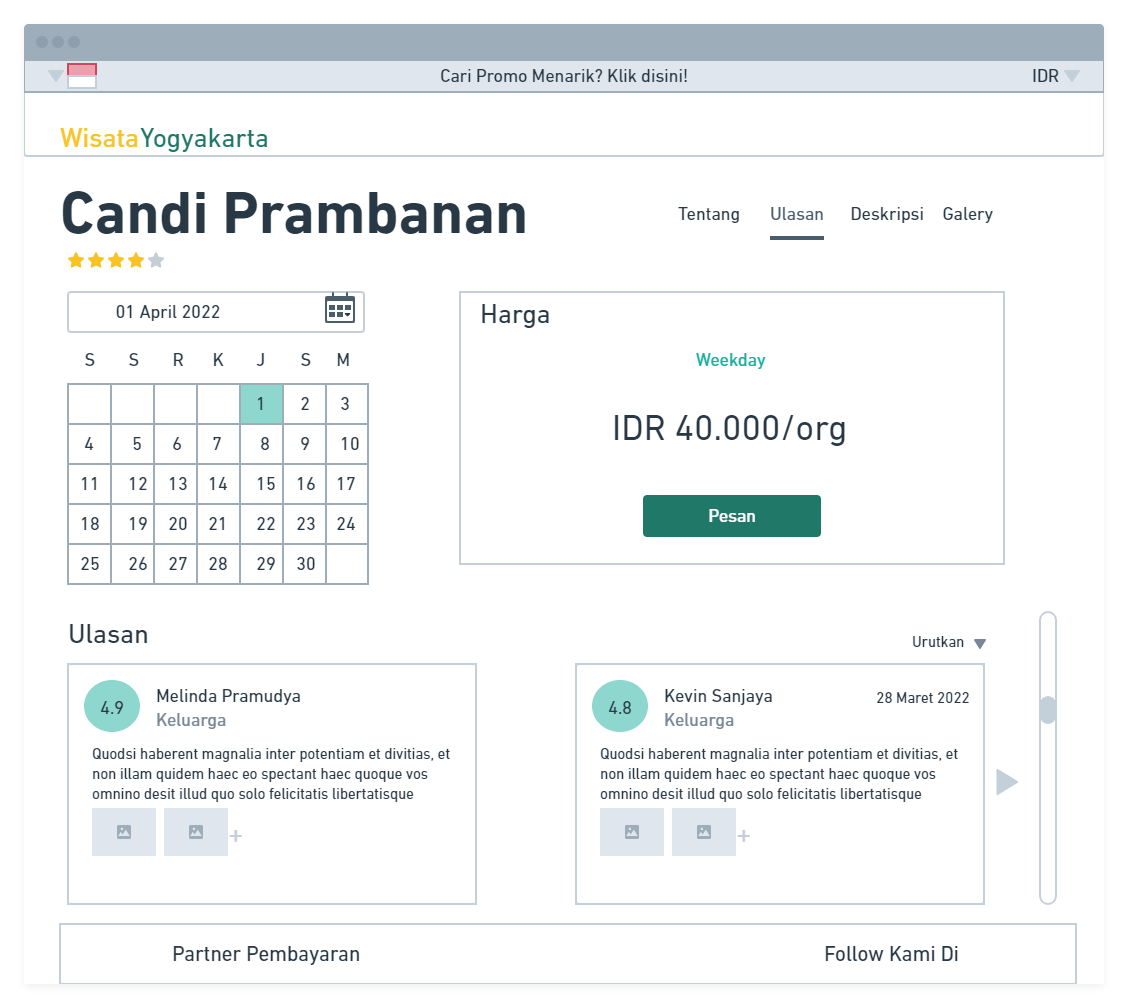 Cari Promo Menarik? Klik disini!
IDR
WisataYogyakarta
Candi Prambanan
Tentang Ulasan Deskripsi Galery
01 April 2022
S S R K J S M
1 2 3
4 5 6 7 8 9 10
11 12 13 14 15 16 17
18 19 20 21 22 23 24
25 26 27 28 29 30
Harga
Weekday
IDR 40.000/org
Pesan
Ulasan
Urutkan
4.9
Melinda Pramudya
Keluarga
Quodsi haberent magnalia inter potentiam et divitias, et
non illam quidem haec eo spectant haec quoque vos
omnino desit illud quo solo felicitatis libertatisque
+
4.8
Kevin Sanjaya
28 Maret 2022
Keluarga
Quodsi haberent magnalia inter potentiam et divitias, et
non illam quidem haec eo spectant haec quoque vos
omnino desit illud quo solo felicitatis libertatisque
+
Partner Pembayaran
Follow Kami Di